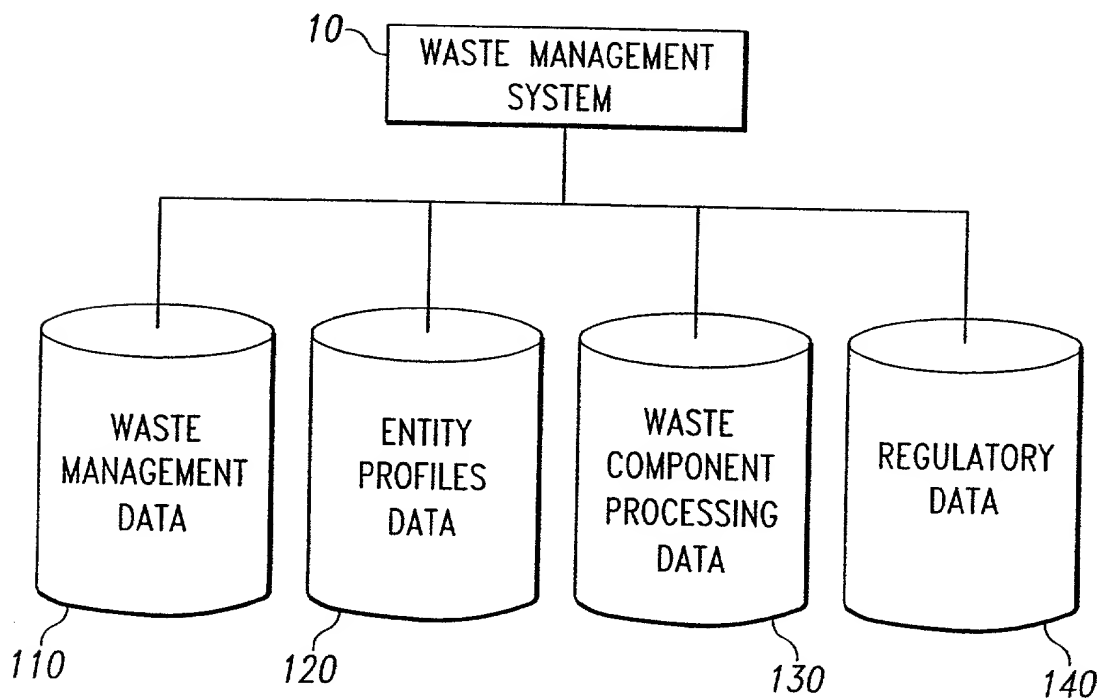 10
WASTE MANAGEMENT
SYSTEM
WASTE
MANAGEMENT
DATA
ENTITY
PROFILES
DATA
WASTE
COMPONENT
PROCESSING
DATA
REGULATORY
DATA
110
120
130
140